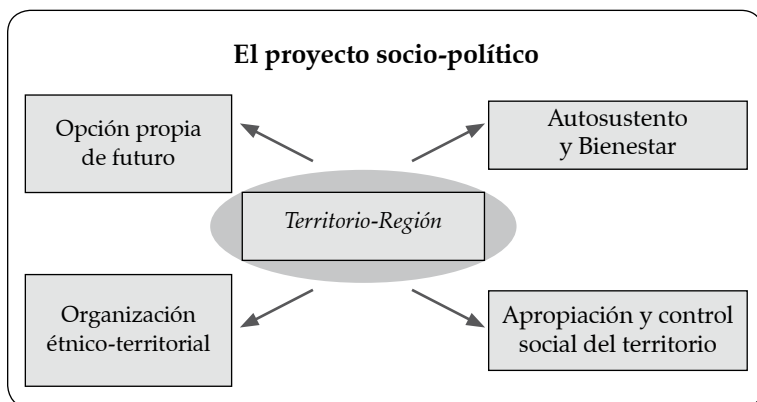 El proyecto socio-político
Opción propia
de futuro
Autosustento
y Bienestar
Territorio-Región
Organización
étnico-territorial
Apropiación y control
social del territorio